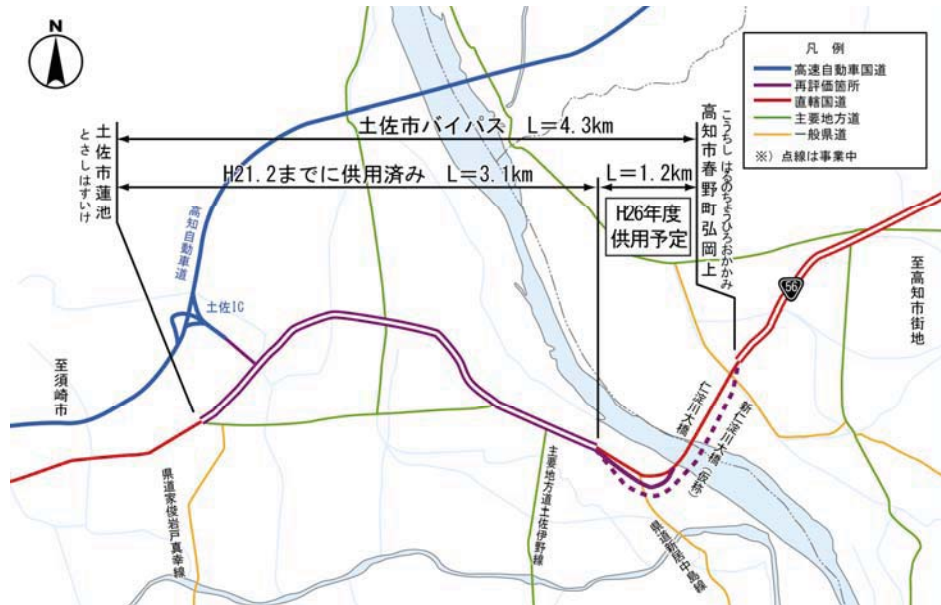 N
凡 例
高速自動車国道
再評価箇所
直轄国道
主要地方道
一般県道
※）点線は事業中
土佐市バイパス L=4.3km
H21.2までに供用済み L=3.1km
L=1.2km
H26年度
供用予定
土佐市蓮池
とさしはすいけ
高知市春野町弘岡上
こうちし はるのちょうひろおかかみ
高知自動車道
土佐IC
56
至高知市街地
至須崎市
仁淀川大橋
新仁淀川大橋（仮称）
県道家俊岩戸真幸線
主要地方道土佐伊野線
県道新居中島線